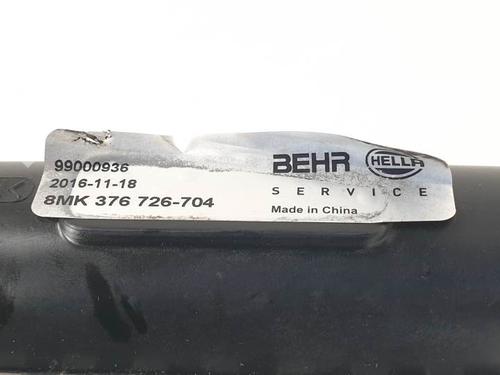 99000936
2016-11-18
8MK 376 726-704
BEHR HELLA
SERVICE
Made in China